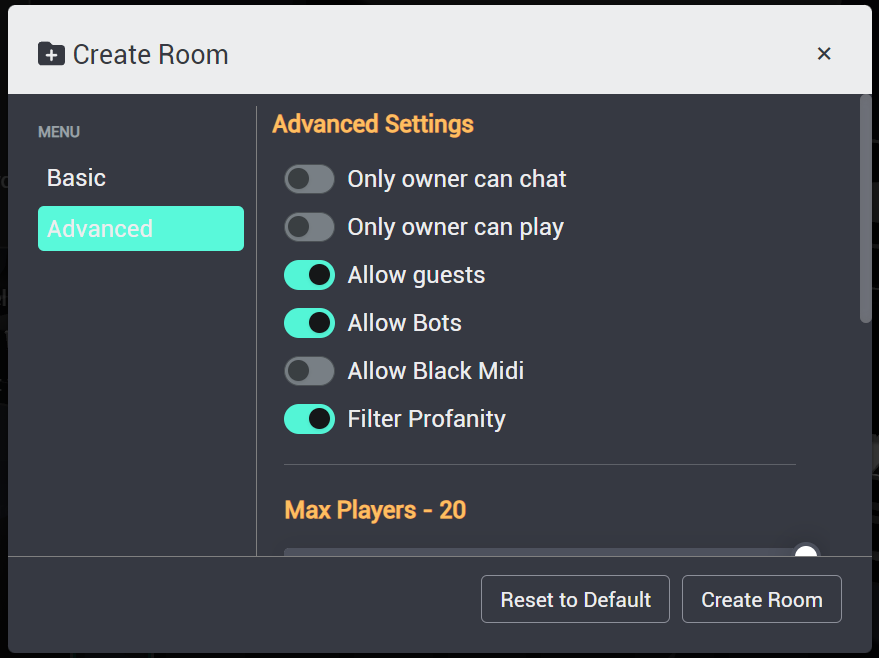 Create Room
MENU
Basic
Advanced
Advanced Settings
Only owner can chat
Only owner can play
Allow guests
Allow Bots
Allow Black Midi
Filter Profanity
Max Players - 20
Reset to Default
Create Room